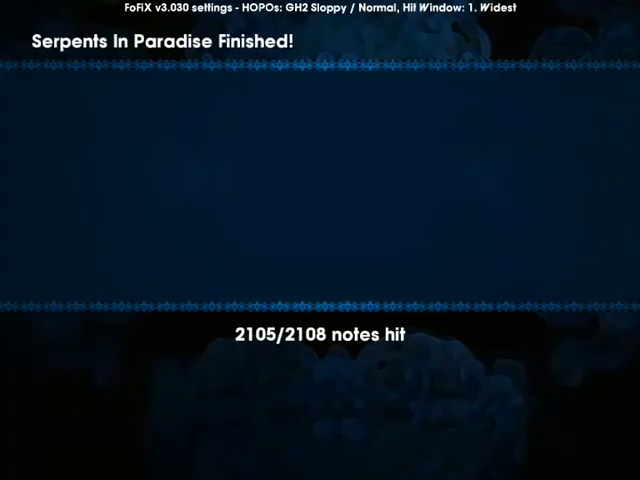 FoFiX v3.030 settings - HOPOs: GH2 Sloppy / Normal, Hit Window: 1. Widest
Serpents In Paradise Finished!
2105/2108 notes hit